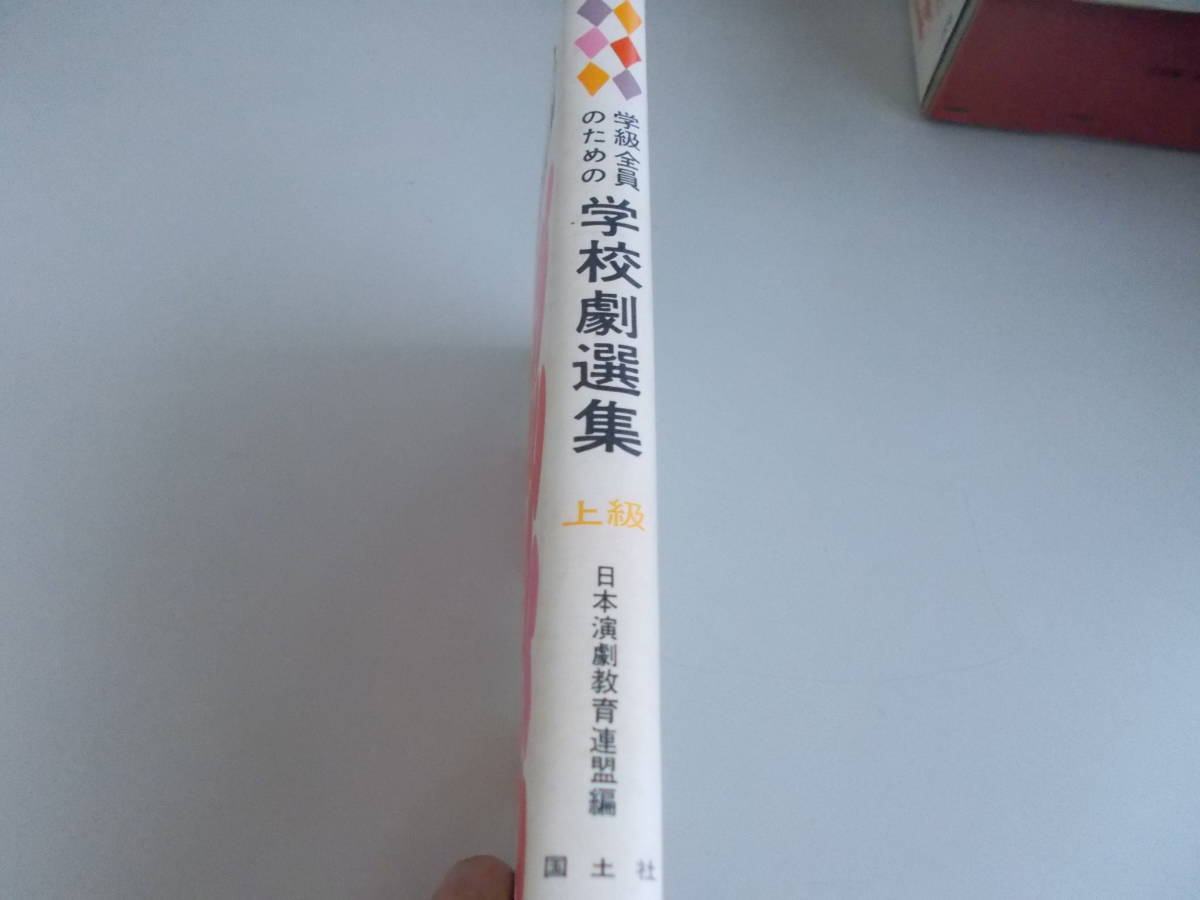 学級全員
のための
学校劇選集
上級
日本演劇教育連盟編
国土社